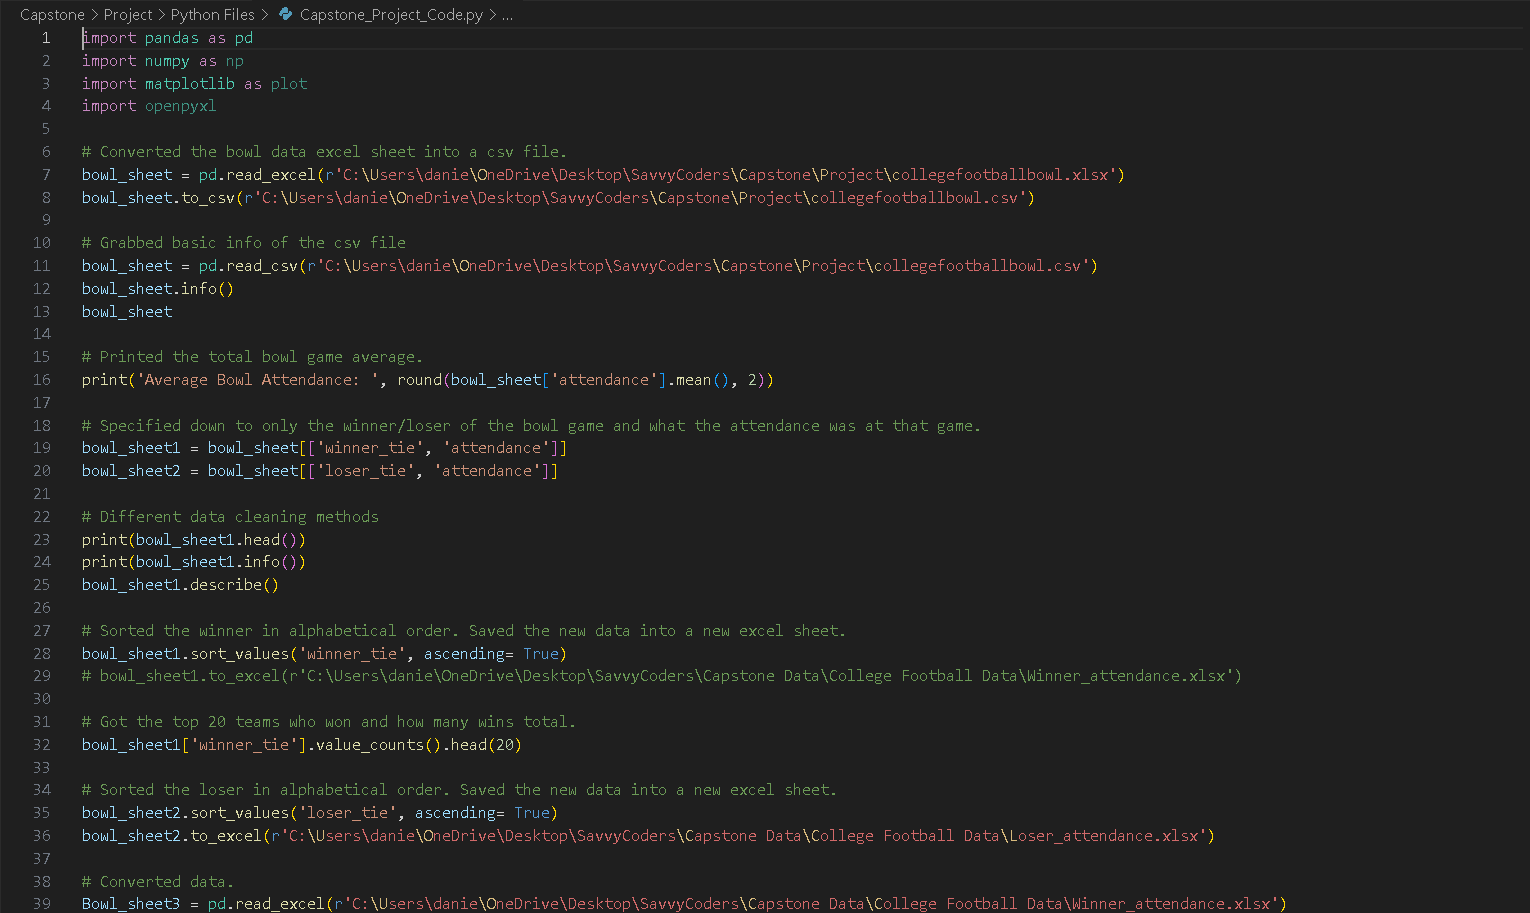 Capstone > Project > Python Files > Capstone_Project_Code.py > ...
1 import pandas as pd
2 import numpy as np
3 import matplotlib as plot
4 import openpyxl
5
6 # Converted the bowl data excel sheet into a csv file.
7 bowl_sheet = pd.read_excel(r'C:\Users\danie\OneDrive\Desktop\SavvyCoders\Capstone\Project\collegefootballbowl.xlsx')
8 bowl_sheet.to_csv(r'C:\Users\danie\OneDrive\Desktop\SavvyCoders\Capstone\Project\collegefootballbowl.csv')
9
10 # Grabbed basic info of the csv file
11 bowl_sheet = pd.read_csv(r'C:\Users\danie\OneDrive\Desktop\SavvyCoders\Capstone\Project\collegefootballbowl.csv')
12 bowl_sheet.info()
13 bowl_sheet
14
15 # Printed the total bowl game average.
16 print('Average Bowl Attendance: ', round(bowl_sheet['attendance'].mean(), 2))
17
18 # Specified down to only the winner/loser of the bowl game and what the attendance was at that game.
19 bowl_sheet1 = bowl_sheet[['winner_tie', 'attendance']]
20 bowl_sheet2 = bowl_sheet[['loser_tie', 'attendance']]
21
22 # Different data cleaning methods
23 print(bowl_sheet1.head())
24 print(bowl_sheet1.info())
25 bowl_sheet1.describe()
26
27 # Sorted the winner in alphabetical order. Saved the new data into a new excel sheet.
28 bowl_sheet1.sort_values('winner_tie', ascending= True)
29 # bowl_sheet1.to_excel(r'C:\Users\danie\OneDrive\Desktop\SavvyCoders\Capstone Data\College Football Data\Winner_attendance.xlsx')
30
31 # Got the top 20 teams who won and how many wins total.
32 bowl_sheet1['winner_tie'].value_counts().head(20)
33
34 # Sorted the loser in alphabetical order. Saved the new data into a new excel sheet.
35 bowl_sheet2.sort_values('loser_tie', ascending= True)
36 bowl_sheet2.to_excel(r'C:\Users\danie\OneDrive\Desktop\SavvyCoders\Capstone Data\College Football Data\Loser_attendance.xlsx')
37
38 # Converted data.
39 Bowl_sheet3 = pd.read_excel(r'C:\Users\danie\OneDrive\Desktop\SavvyCoders\Capstone Data\College Football Data\Winner_attendance.xlsx')